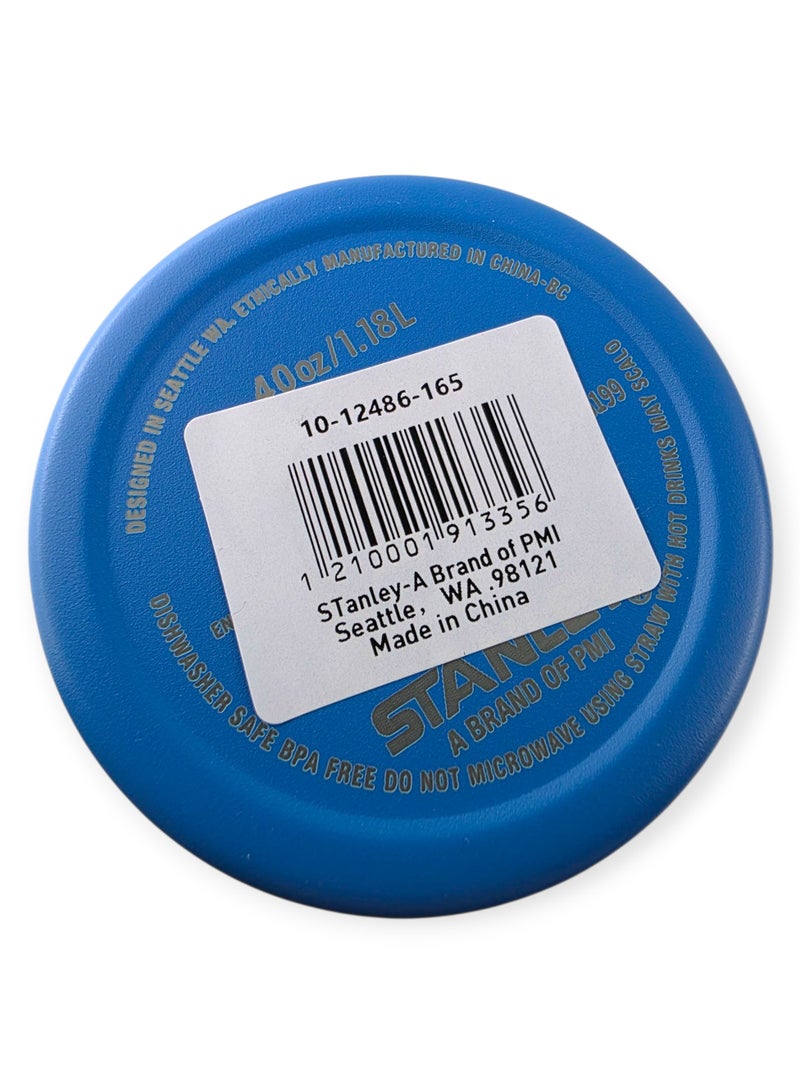 DESIGNED IN SEATTLE WA. ETHICALLY MANUFACTURED IN CHINA-BC
40oz/1.18L
199
10-12486-165
1 210001 913356
STanley-A Brand of PMI
Seattle, WA 98121
Made in China
EN
STANLEY
A BRAND OF PMI
DISHWASHER SAFE BPA FREE DO NOT MICROWAVE USING STRAW WITH HOT DRINKS MAY SCALD